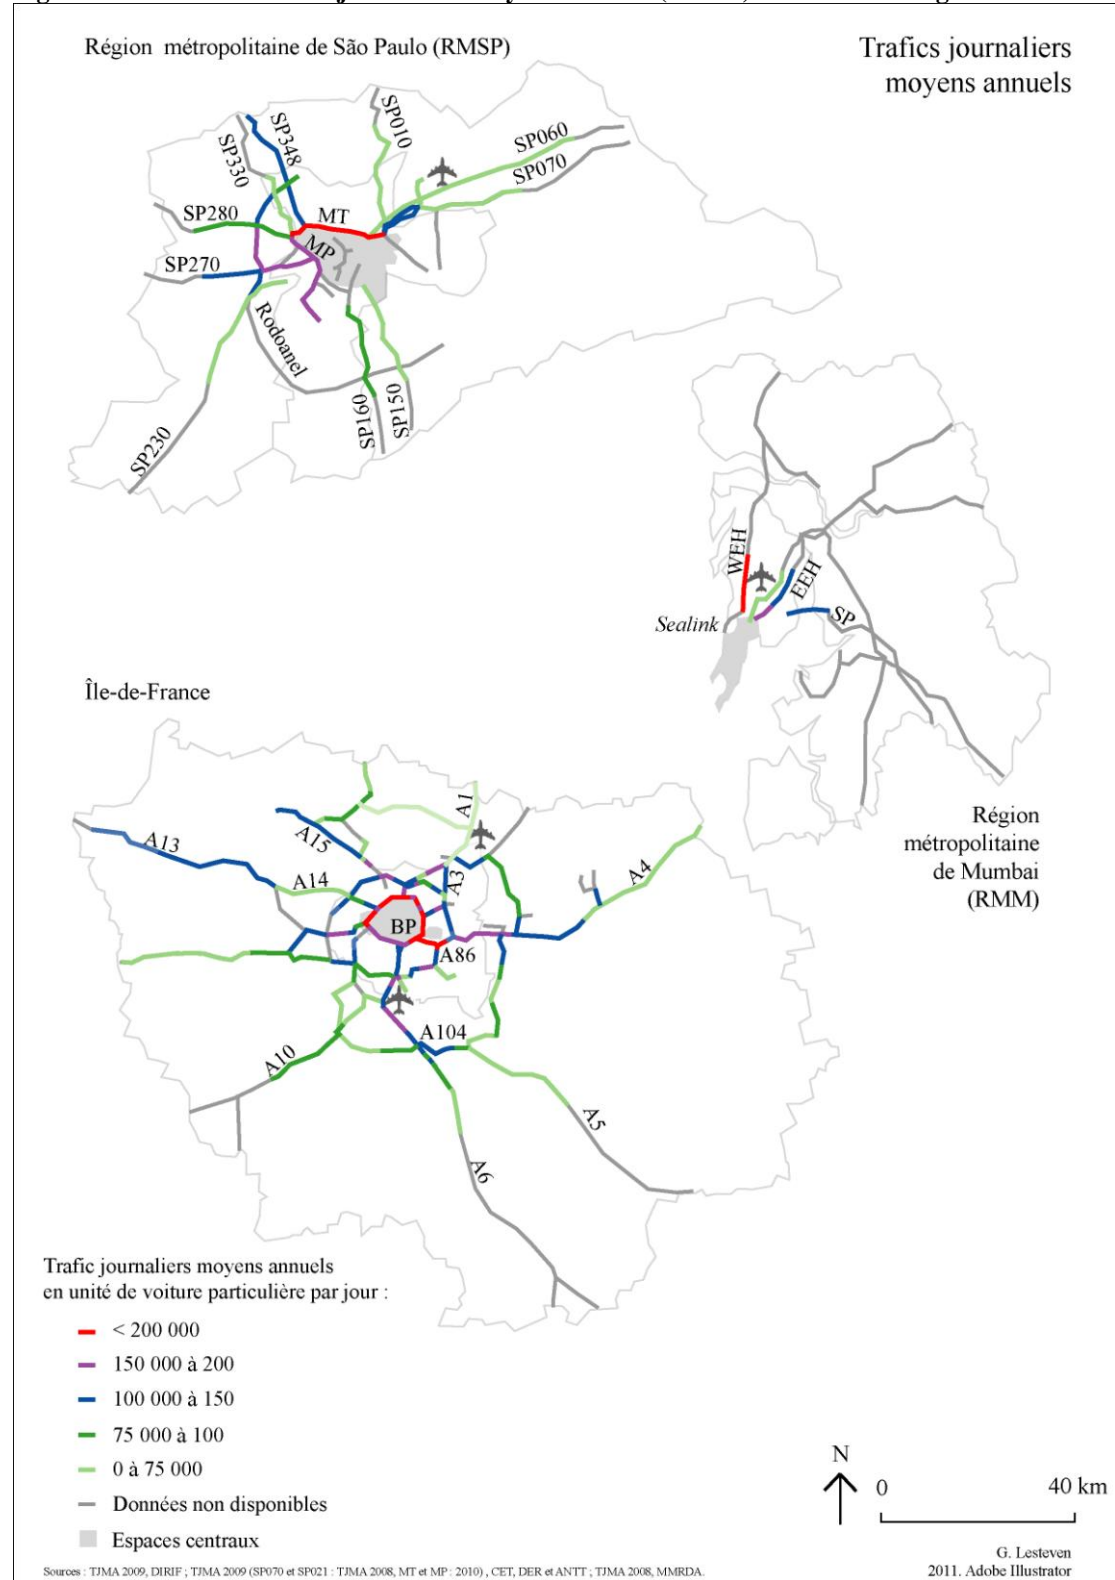 Région métropolitaine de São Paulo (RMSP)
Trafics journaliers
moyens annuels
SP010
SP348
SP330
SP060
SP070
SP280
MT
MP
SP270
Rodoanel
SP160
SP150
SP230
WEH
EEH
SP
Sealink
Île-de-France
Région
métropolitaine
de Mumbai
(RMM)
A1
A15
A13
A14
A3
A4
BP
A86
A104
A10
A5
A6
Trafic journaliers moyens annuels
en unité de voiture particulière par jour :
< 200 000
150 000 à 200
100 000 à 150
75 000 à 100
0 à 75 000
Données non disponibles
Espaces centraux
N
0 40 km
G. Lesteven
2011. Adobe Illustrator
Sources : TJMA 2009, DIRIF ; TJMA 2009 (SP070 et SP021 : TJMA 2008, MT et MP : 2010) , CET, DER et ANTT ; TJMA 2008, MMRDA.